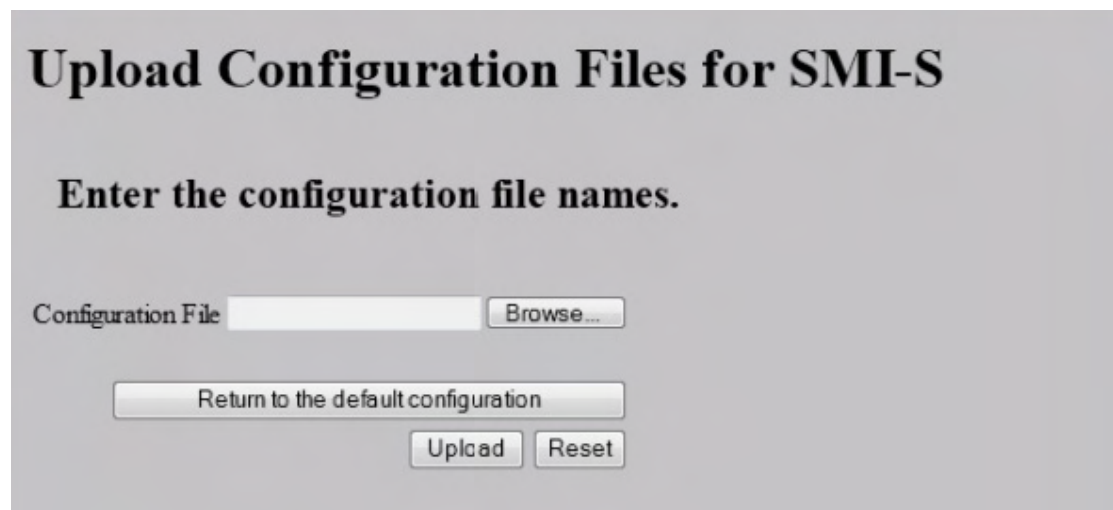 Upload Configuration Files for SMI-S
Enter the configuration file names.
Configuration File Browse...
Return to the default configuration
Upload Reset